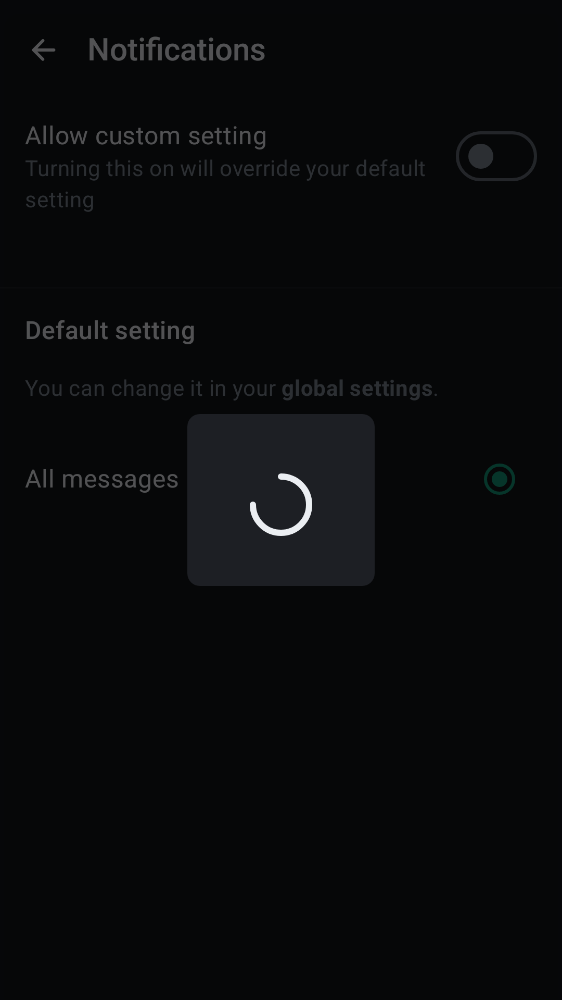 Notifications
Allow custom setting
Turning this on will override your default
setting
Default setting
You can change it in your global settings.
All messages